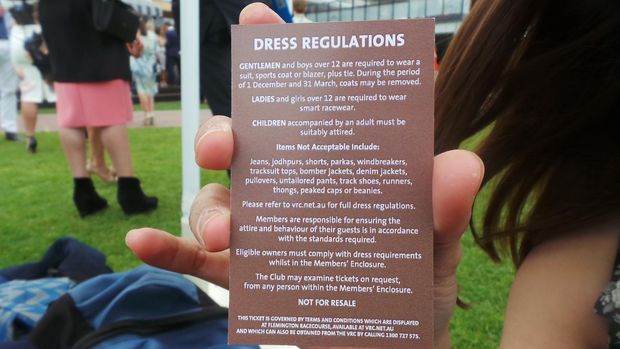 DRESS REGULATIONS
GENTLEMEN and boys over 12 are required to wear a
suit, sports coat or blazer, plus tie. During the period
of 1 December and 31 March, coats may be removed.
LADIES and girls over 12 are required to wear
smart racewear.
CHILDREN accompanied by an adult must be
suitably attired.
Items Not Acceptable Include:
Jeans, jodhpurs, shorts, parkas, windbreakers,
tracksuit tops, bomber jackets, denim jackets,
pullovers, untailored pants, track shoes, runners,
thongs, peaked caps or beanies.
Please refer to vrc.net.au for full dress regulations.
Members are responsible for ensuring the
attire and behaviour of their guests is in accordance
with the standards required.
Eligible owners must comply with dress requirements
whilst in the Members' Enclosure.
The Club may examine tickets on request,
from any person within the Members' Enclosure.
NOT FOR RESALE
THIS TICKET IS GOVERNED BY TERMS AND CONDITIONS WHICH ARE DISPLAYED
AT FLEMINGTON RACECOURSE, AVAILABLE AT VRC.NET.AU
AND WHICH CAN ALSO BE OBTAINED FROM THE VRC BY CALLING 1300 727 575.